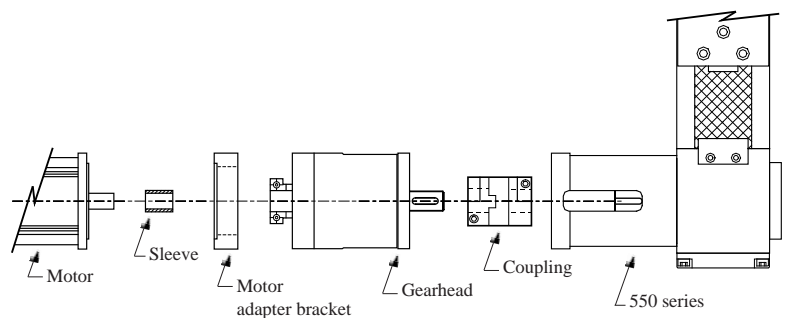 Motor
Sleeve
Motor
adapter bracket
Gearhead
Coupling
550 series